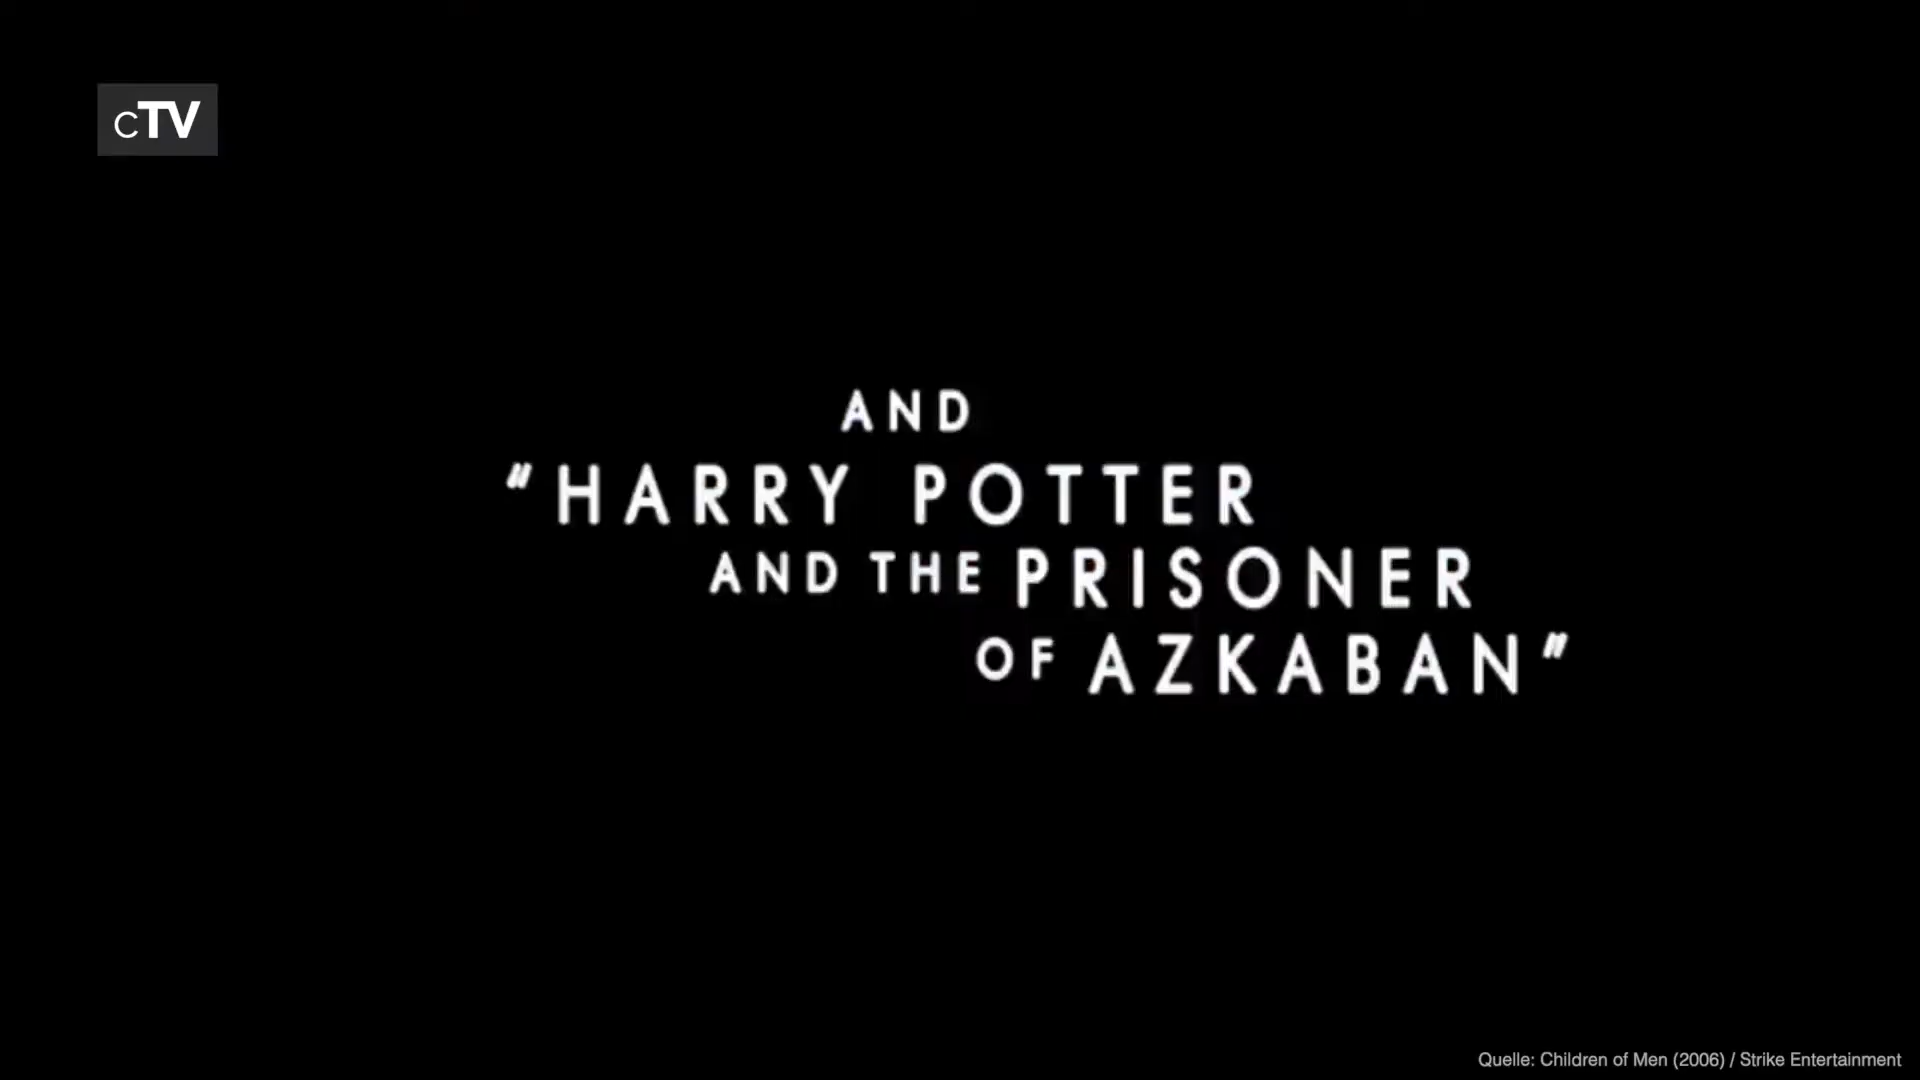 cTV
AND
"HARRY POTTER
AND THE PRISONER
OF AZKABAN"
Quelle: Children of Men (2006) / Strike Entertainment